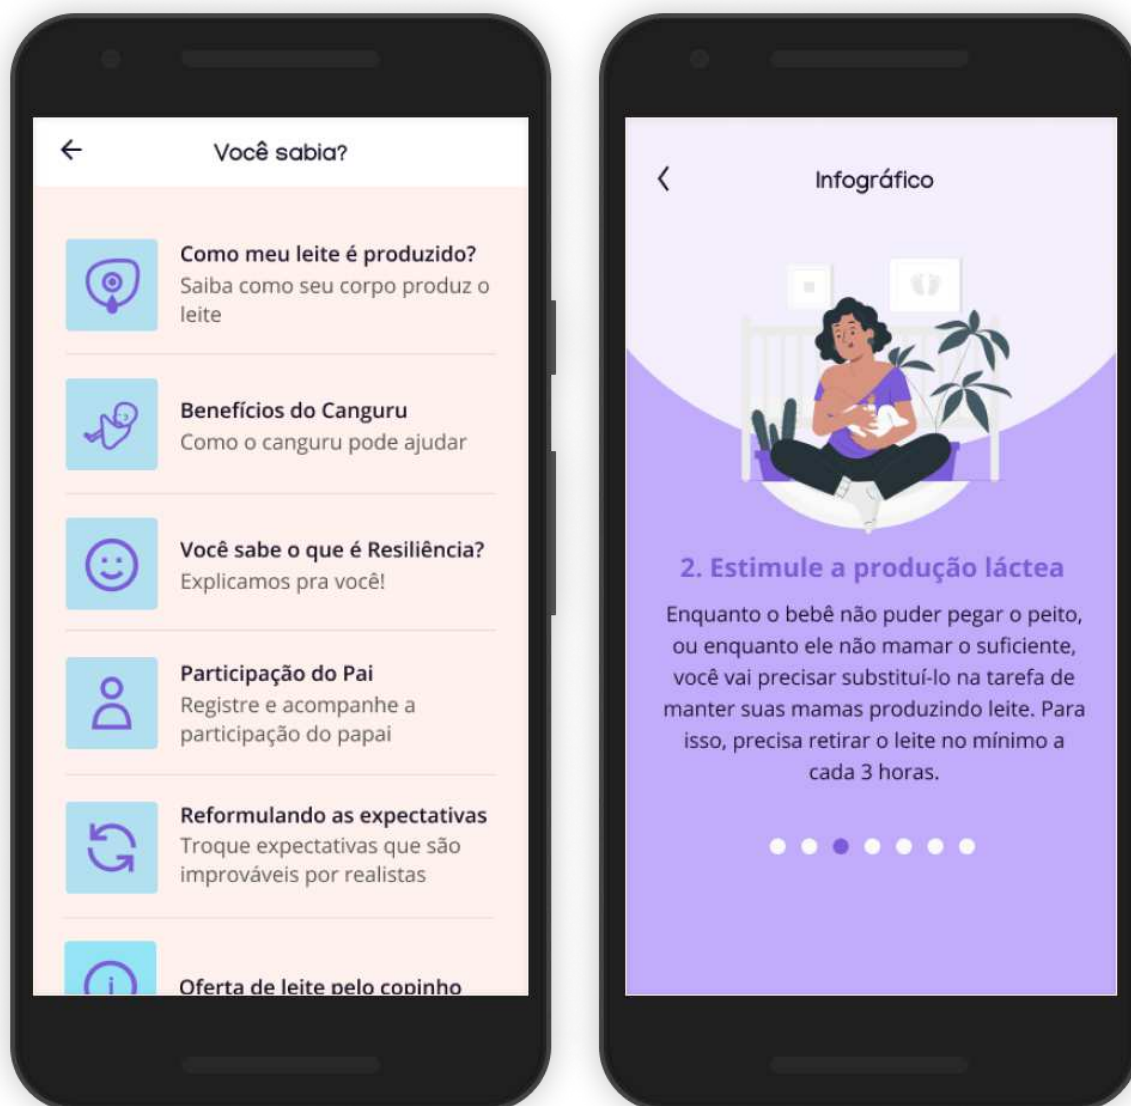 Você sabia?
Como meu leite é produzido?
Saiba como seu corpo produz o
leite
Benefícios do Canguru
Como o canguru pode ajudar
Você sabe o que é Resiliência?
Explicamos pra você!
Participação do Pai
Registre e acompanhe a
participação do papai
Reformulando as expectativas
Troque expectativas que são
improváveis por realistas
Oferta de leite pelo copinho
Infográfico
2. Estimule a produção láctea
Enquanto o bebê não puder pegar o peito,
ou enquanto ele não mamar o suficiente,
você vai precisar substituí-lo na tarefa de
manter suas mamas produzindo leite. Para
isso, precisa retirar o leite no mínimo a
cada 3 horas.